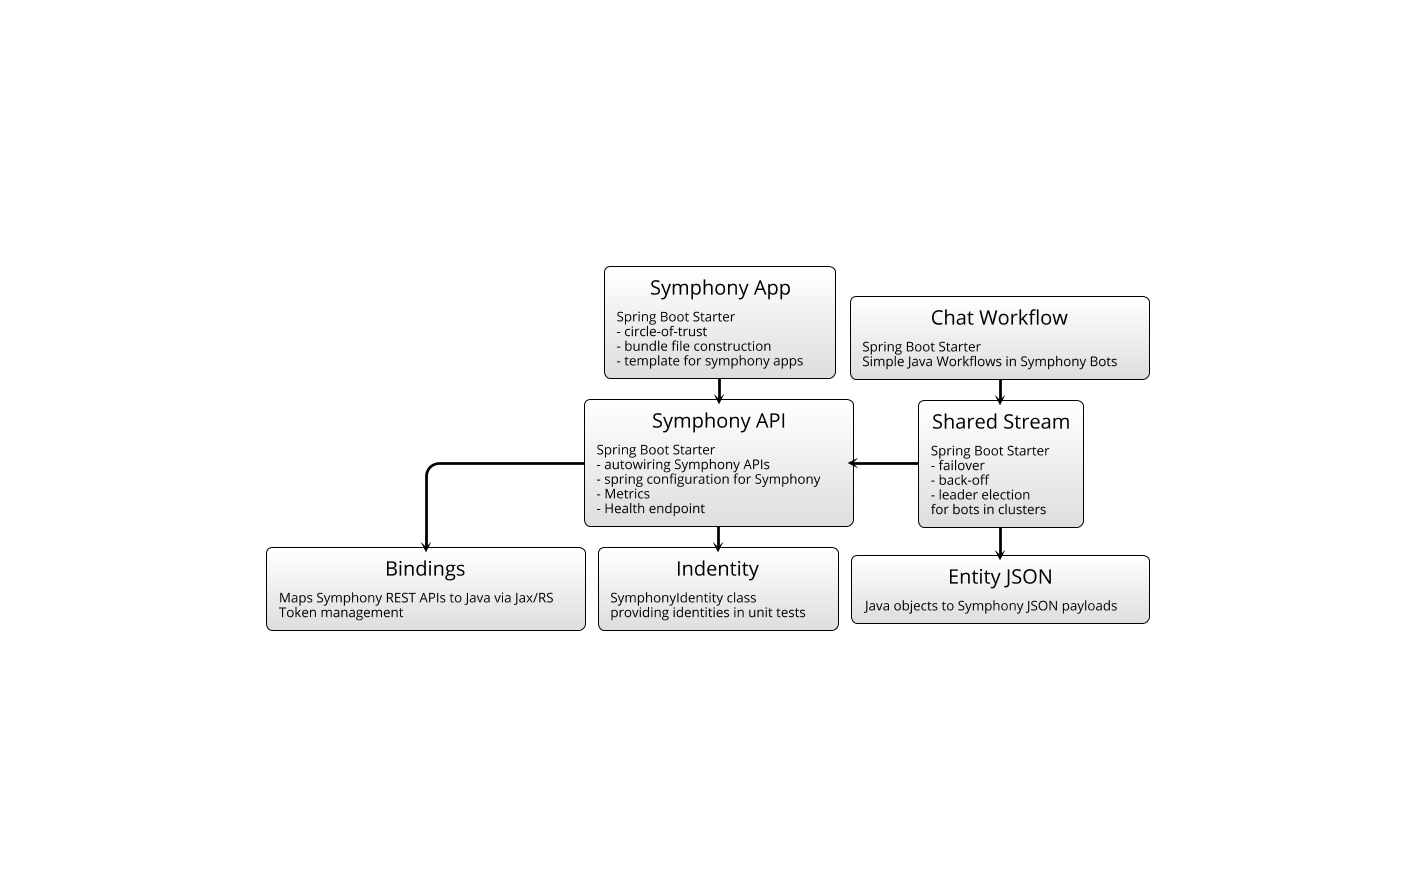 Symphony App
Spring Boot Starter
- circle-of-trust
- bundle file construction
- template for symphony apps
Chat Workflow
Spring Boot Starter
Simple Java Workflows in Symphony Bots
Symphony API
Spring Boot Starter
- autowiring Symphony APIs
- spring configuration for Symphony
- Metrics
- Health endpoint
Shared Stream
Spring Boot Starter
- failover
- back-off
- leader election
for bots in clusters
Bindings
Maps Symphony REST APIs to Java via Jax/RS
Token management
Indentity
SymphonyIdentity class
providing identities in unit tests
Entity JSON
Java objects to Symphony JSON payloads